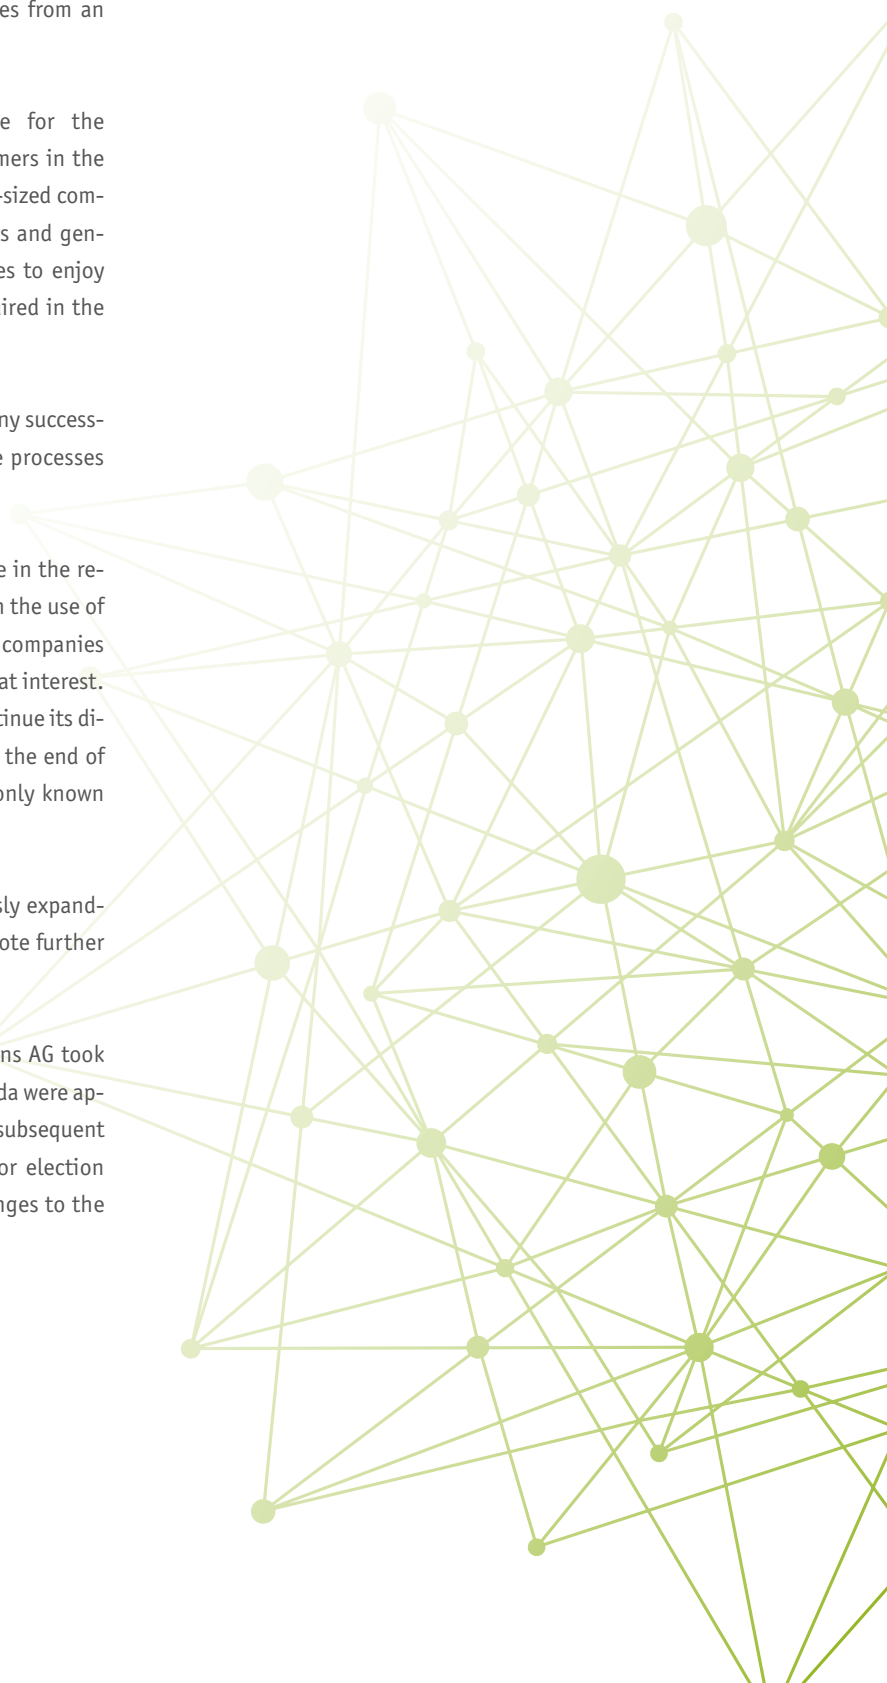 es from an
e for the
mers in the
-sized com-
s and gen-
es to enjoy
ired in the
ny success-
e processes
e in the re-
n the use of
companies
at interest.
tinue its di-
the end of
only known
sly expand-
ote further
ns AG took
da were ap-
subsequent
or election
nges to the